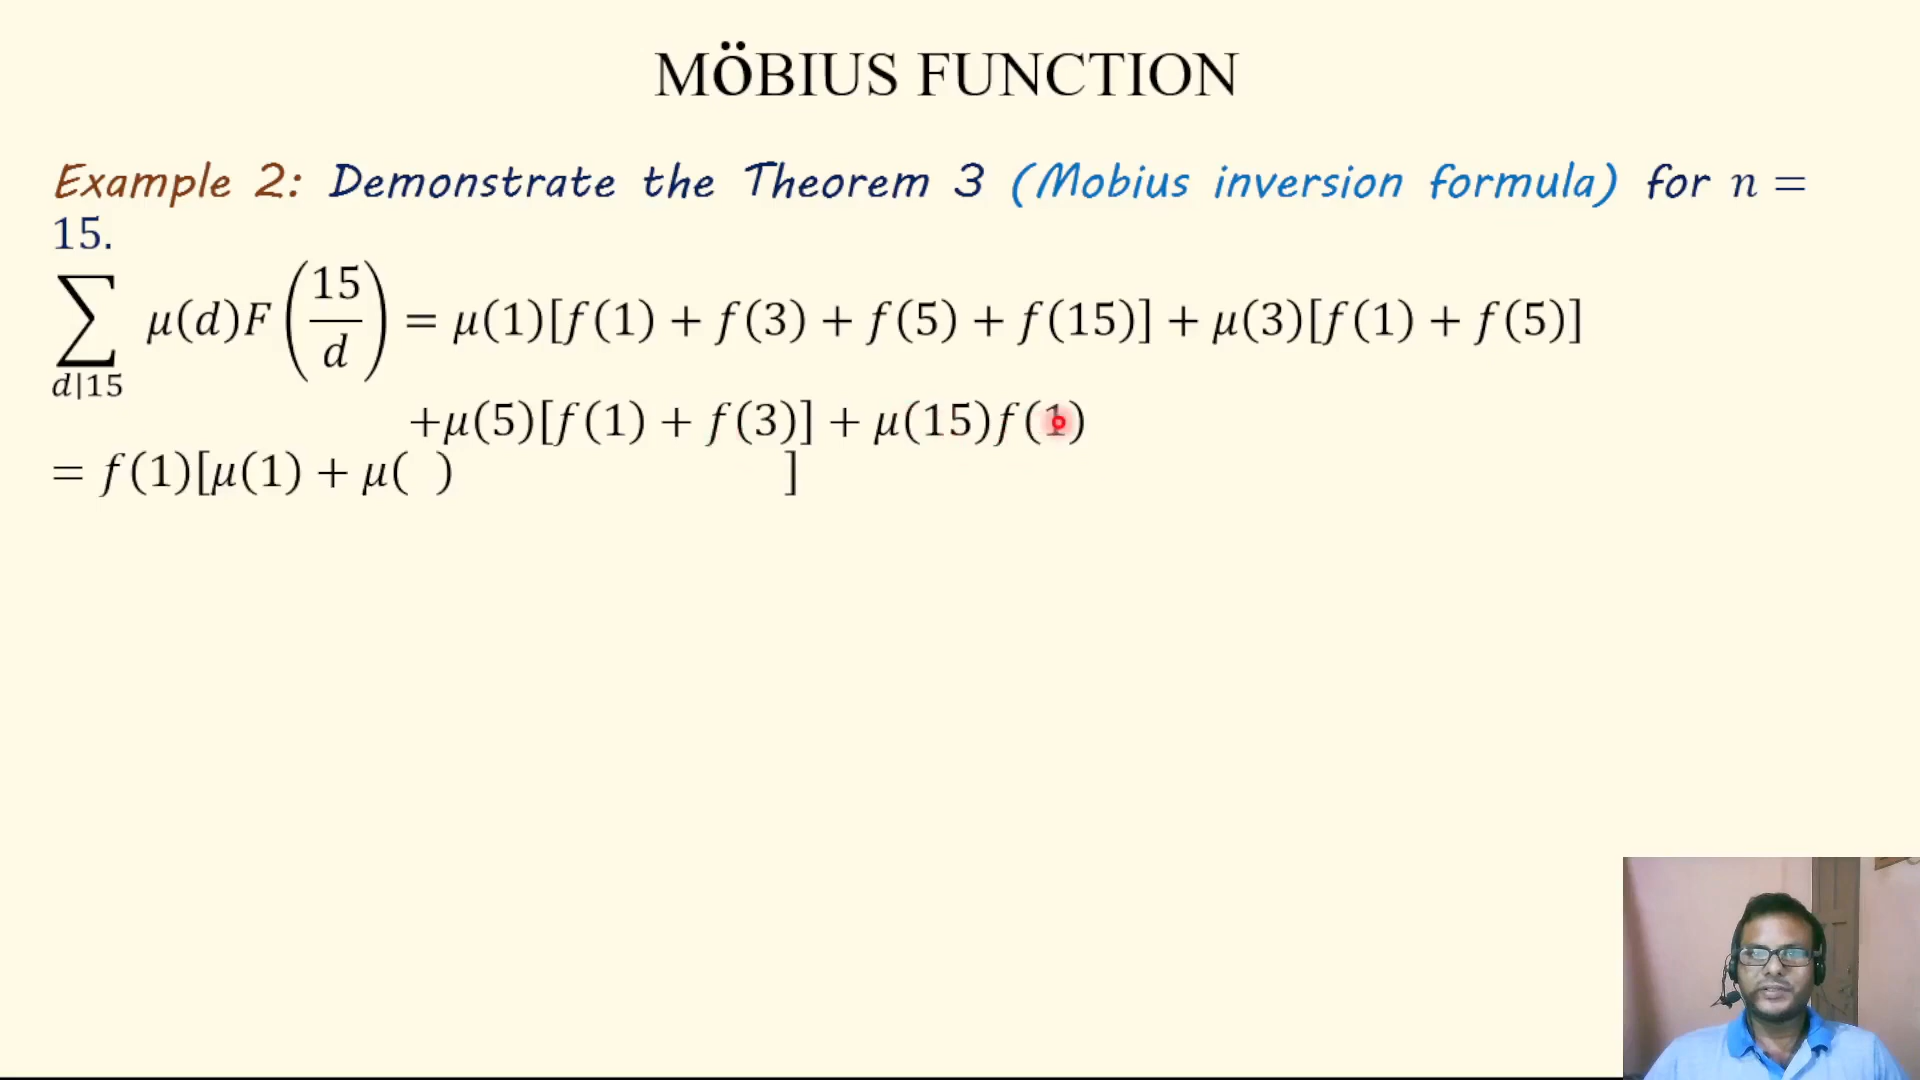 MÖBIUS FUNCTION
Example 2: Demonstrate the Theorem 3 (Mobius inversion formula) for n =
15.
∑_{d|15} μ(d)F(15/d) = μ(1)[f(1) + f(3) + f(5) + f(15)] + μ(3)[f(1) + f(5)]
+μ(5)[f(1) + f(3)] + μ(15)f(1)
= f(1)[μ(1) + μ( ) ]